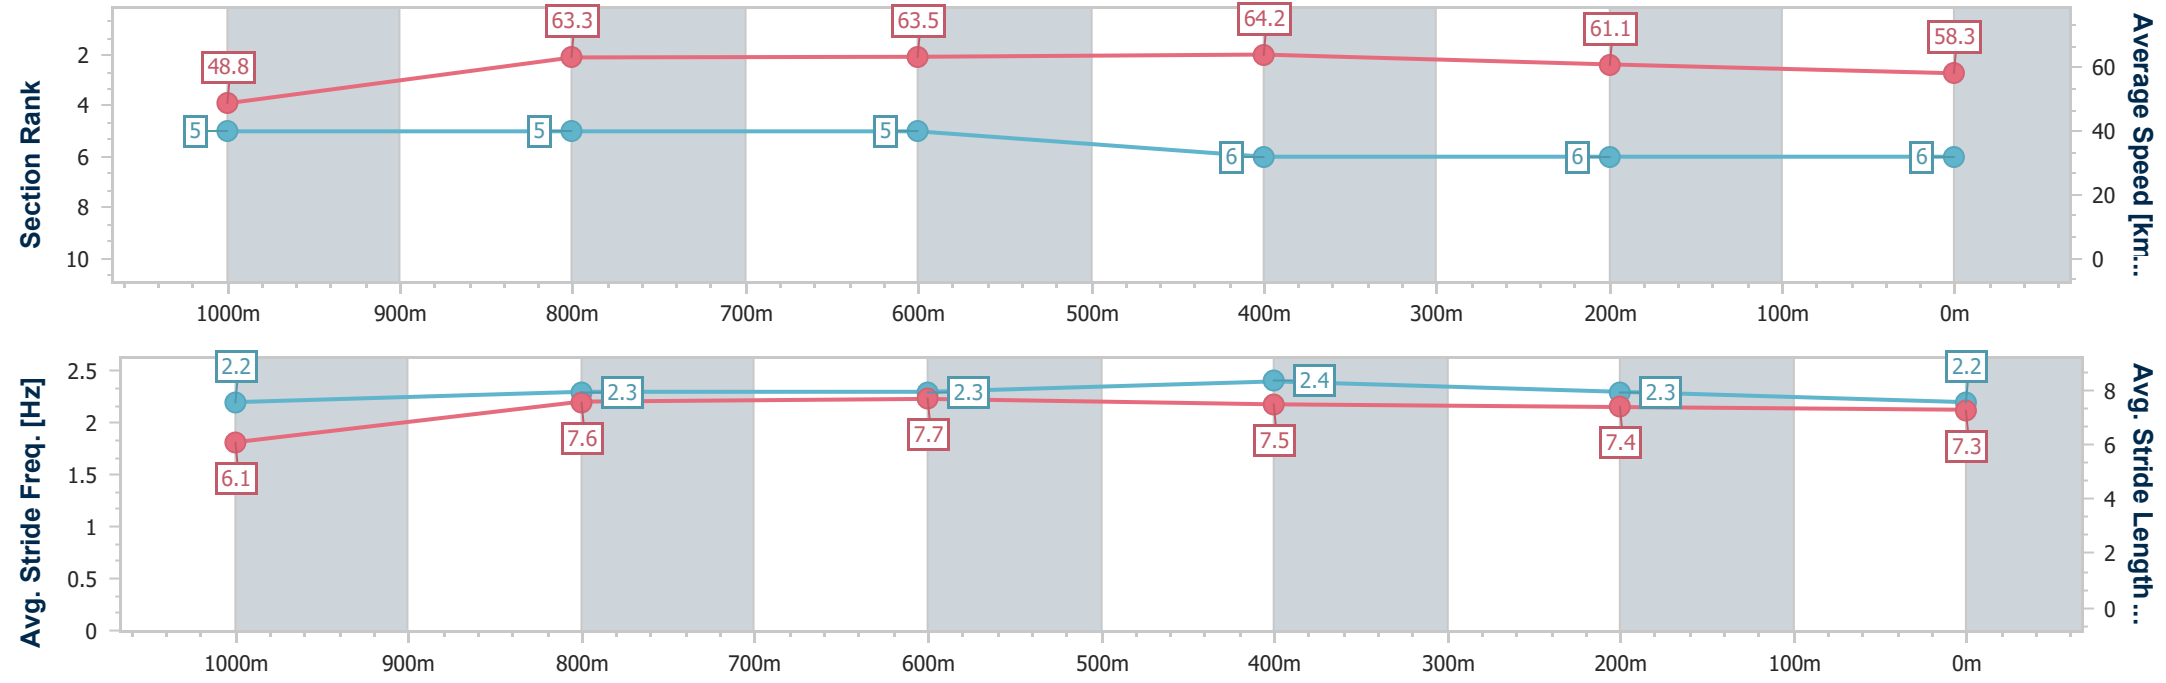 Section Rank
2
4
6
8
10
48.8
63.3
63.5
64.2
61.1
58.3
5
5
5
6
6
6
60
40
20
0
Average Speed [km...
1000m
900m
800m
700m
600m
500m
400m
300m
200m
100m
0m
Avg. Stride Freq. [Hz]
2.5
2
1.5
1
0.5
0
2.2
2.3
2.3
2.4
2.3
2.2
6.1
7.6
7.7
7.5
7.4
7.3
8
6
4
2
0
Avg. Stride Length ...
1000m
900m
800m
700m
600m
500m
400m
300m
200m
100m
0m